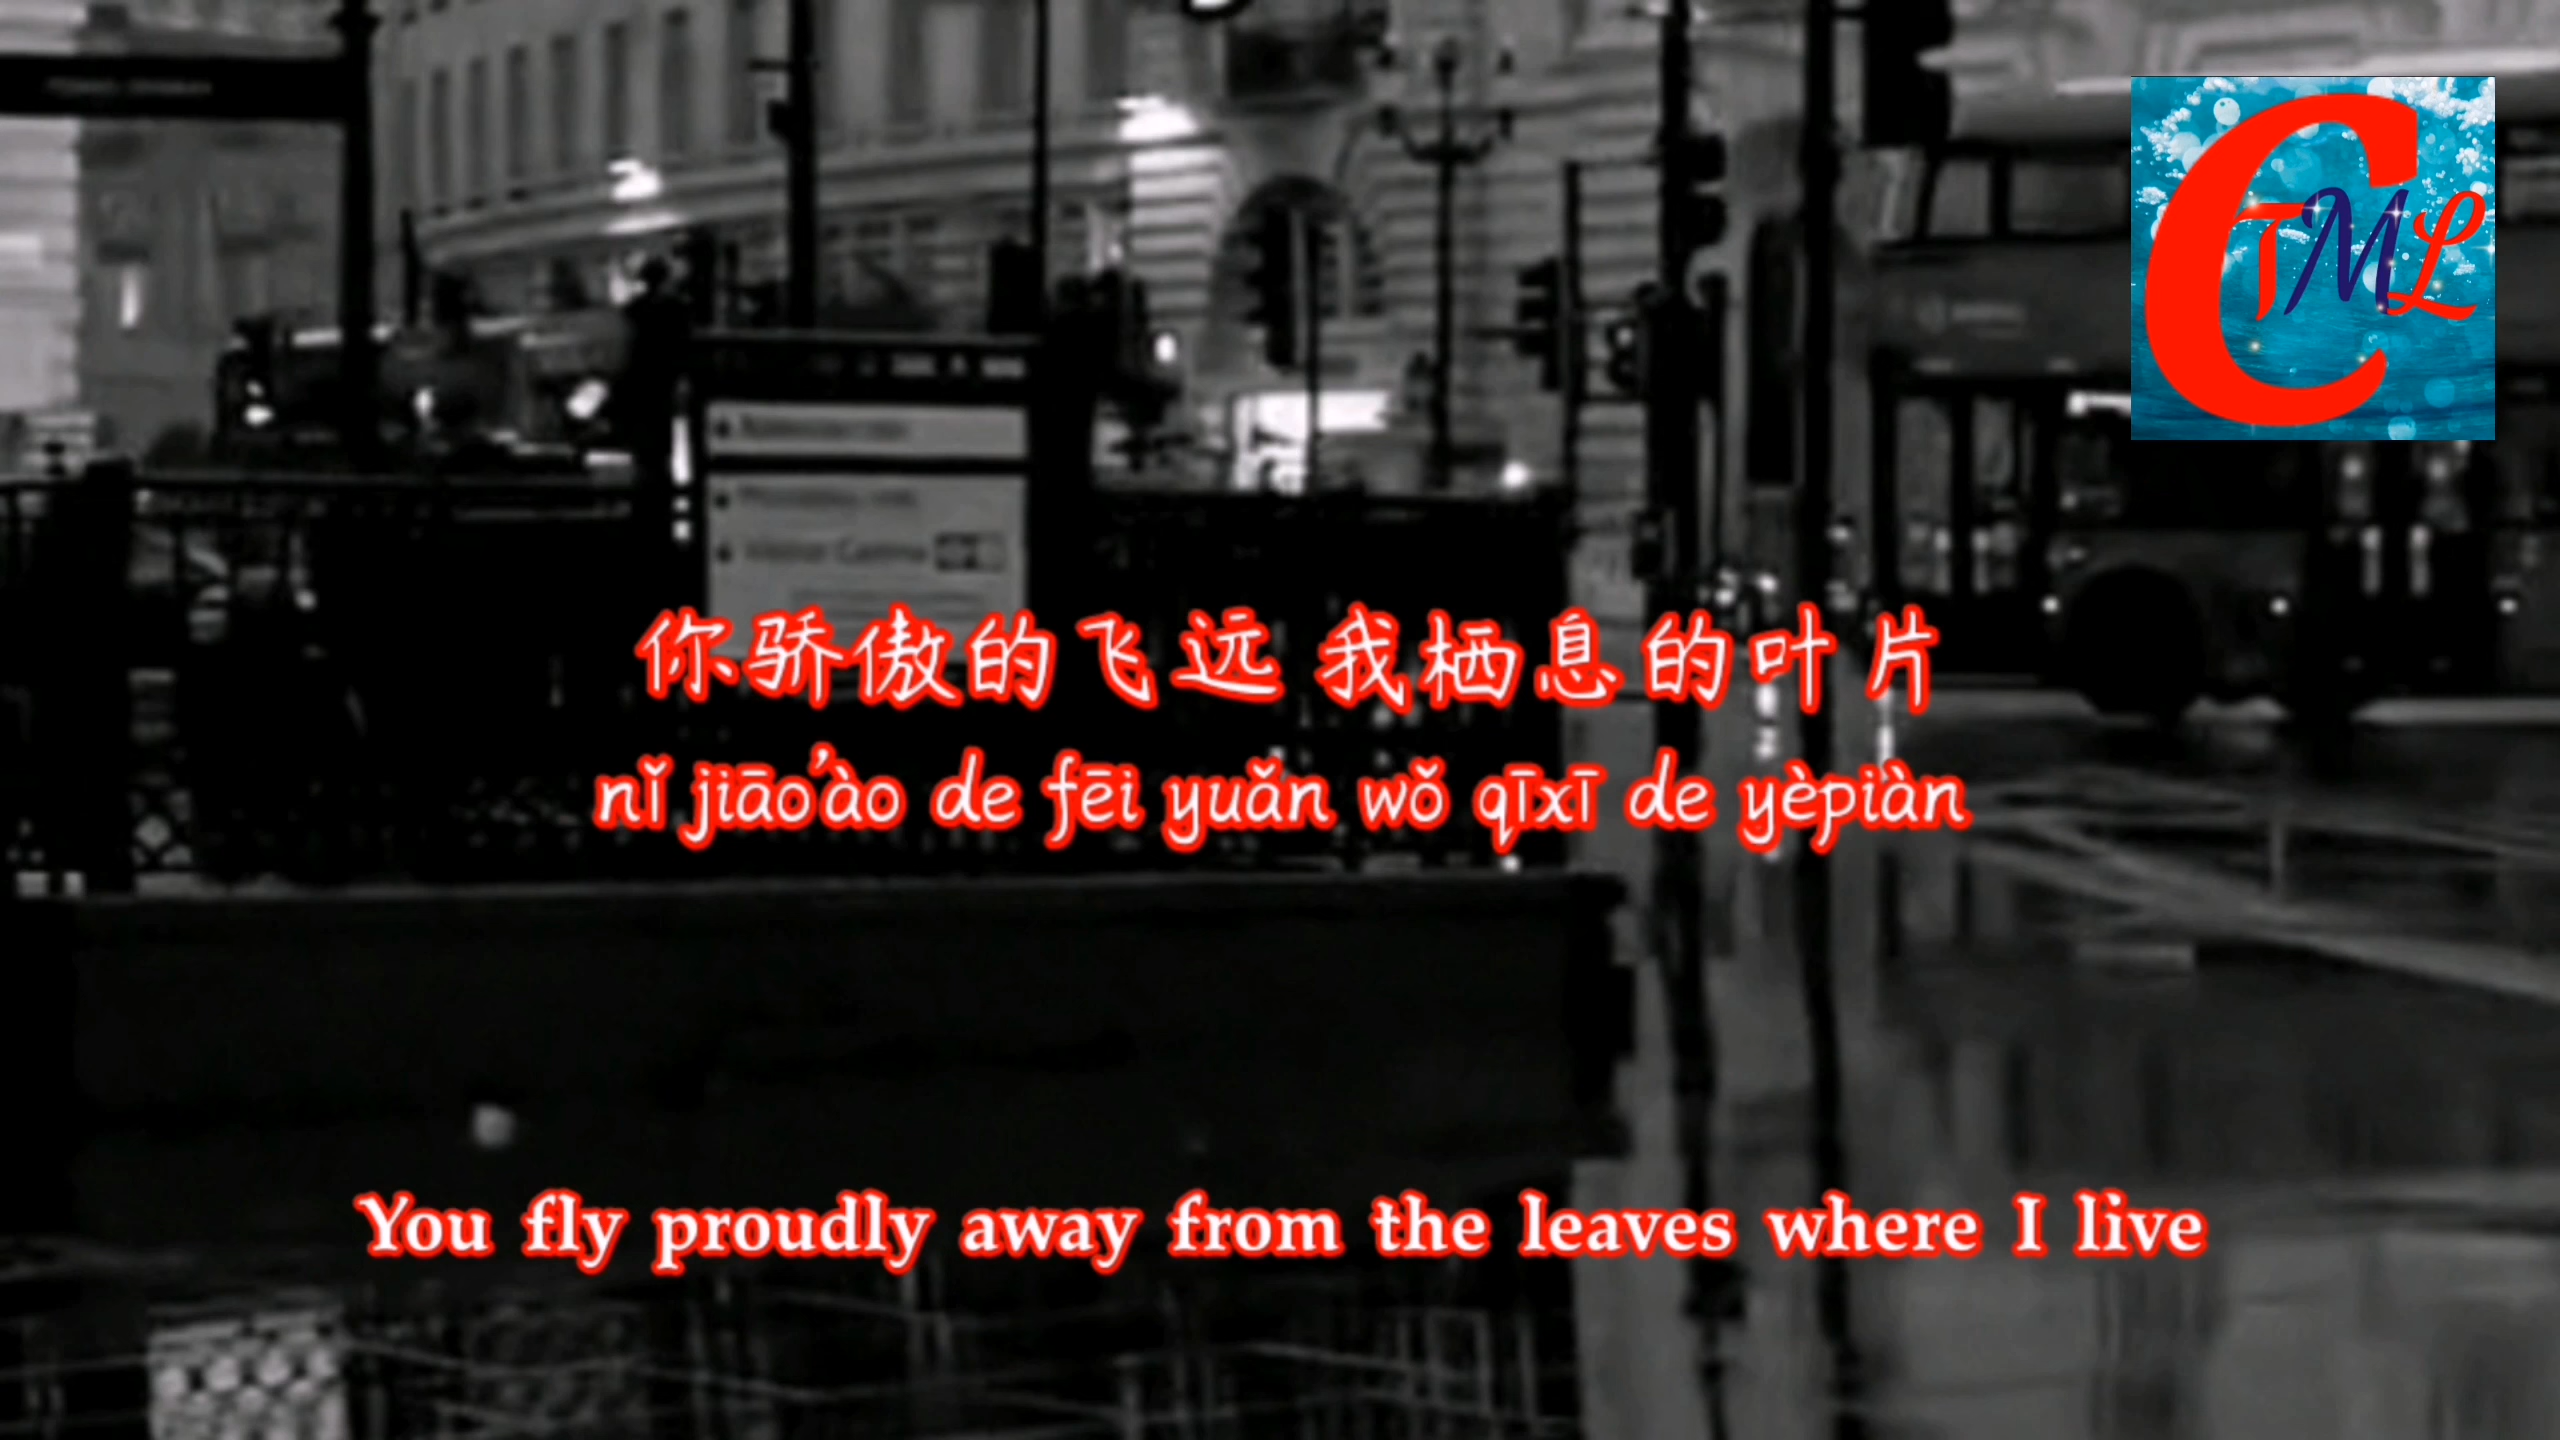 CTML
你骄傲的飞远 我栖息的叶片
nǐ jiāo'ào de fēi yuǎn wǒ qīxī de yèpiàn
You fly proudly away from the leaves where I live